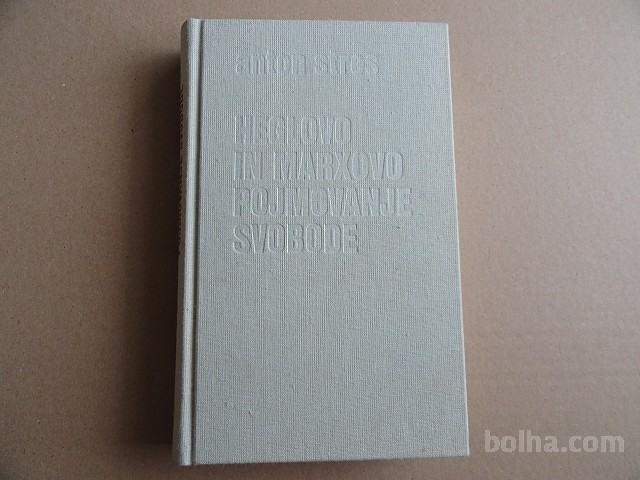 anton stres
HEGLOVO
IN MARXOVO
POJMOVANJE
SVOBODE
bolha.com